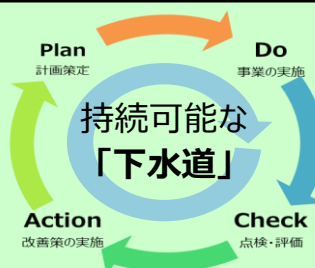 Plan
計画策定
Do
事業の実施
持続可能な
「下水道」
Action
改善策の実施
Check
点検・評価